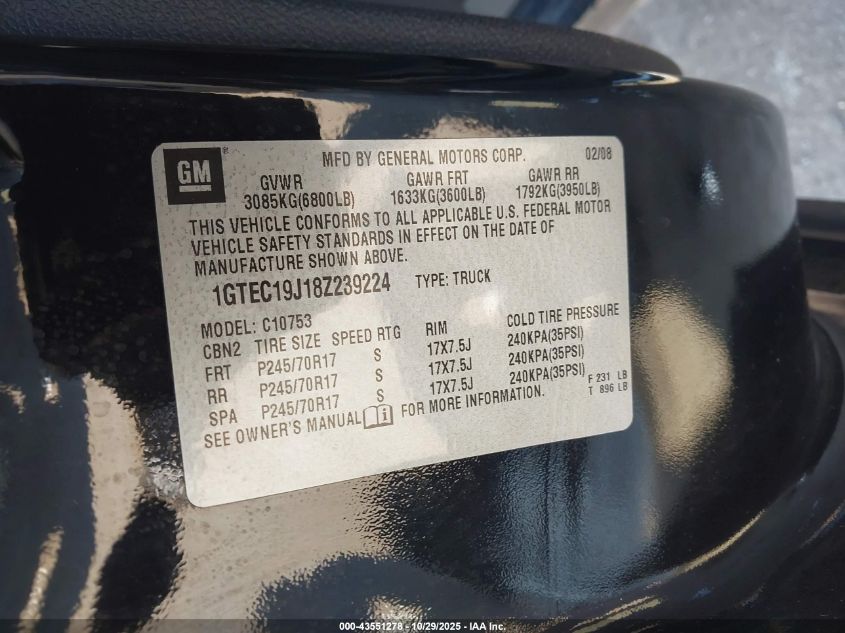 GM ® MFD BY GENERAL MOTORS CORP. 02/08
GVWR GAWR FRT GAWR RR
3085KG(6800LB) 1633KG(3600LB) 1792KG(3950LB)
THIS VEHICLE CONFORMS TO ALL APPLICABLE U.S. FEDERAL MOTOR
VEHICLE SAFETY STANDARDS IN EFFECT ON THE DATE OF
MANUFACTURE SHOWN ABOVE.
1GTEC19J18Z239224 TYPE: TRUCK
MODEL: C10753
CBN2 TIRE SIZE SPEED RTG RIM COLD TIRE PRESSURE
FRT P245/70R17 S 17X7.5J 240KPA(35PSI)
RR P245/70R17 S 17X7.5J 240KPA(35PSI)
SPA P245/70R17 S 17X7.5J 240KPA(35PSI)
F 231 LB
T 896 LB
SEE OWNER'S MANUAL i FOR MORE INFORMATION.
000-43551278 - 10/29/2025 - IAA Inc.